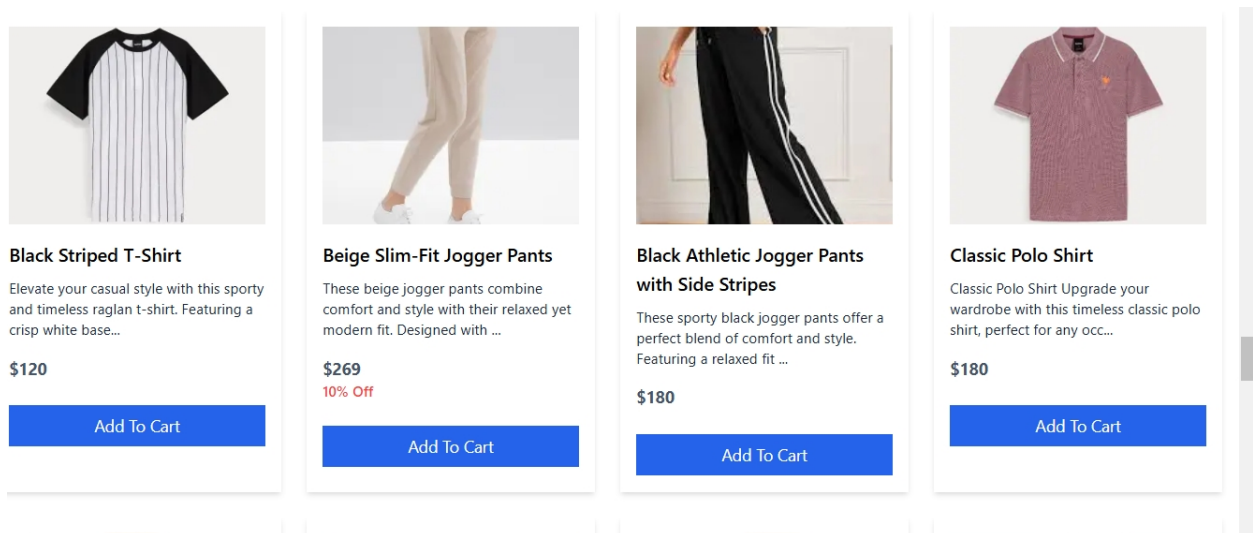 Black Striped T-Shirt
Elevate your casual style with this sporty
and timeless raglan t-shirt. Featuring a
crisp white base...
$120
Add To Cart
Beige Slim-Fit Jogger Pants
These beige jogger pants combine
comfort and style with their relaxed yet
modern fit. Designed with ...
$269
10% Off
Add To Cart
Black Athletic Jogger Pants
with Side Stripes
These sporty black jogger pants offer a
perfect blend of comfort and style.
Featuring a relaxed fit ...
$180
Add To Cart
Classic Polo Shirt
Classic Polo Shirt Upgrade your
wardrobe with this timeless classic polo
shirt, perfect for any occ...
$180
Add To Cart